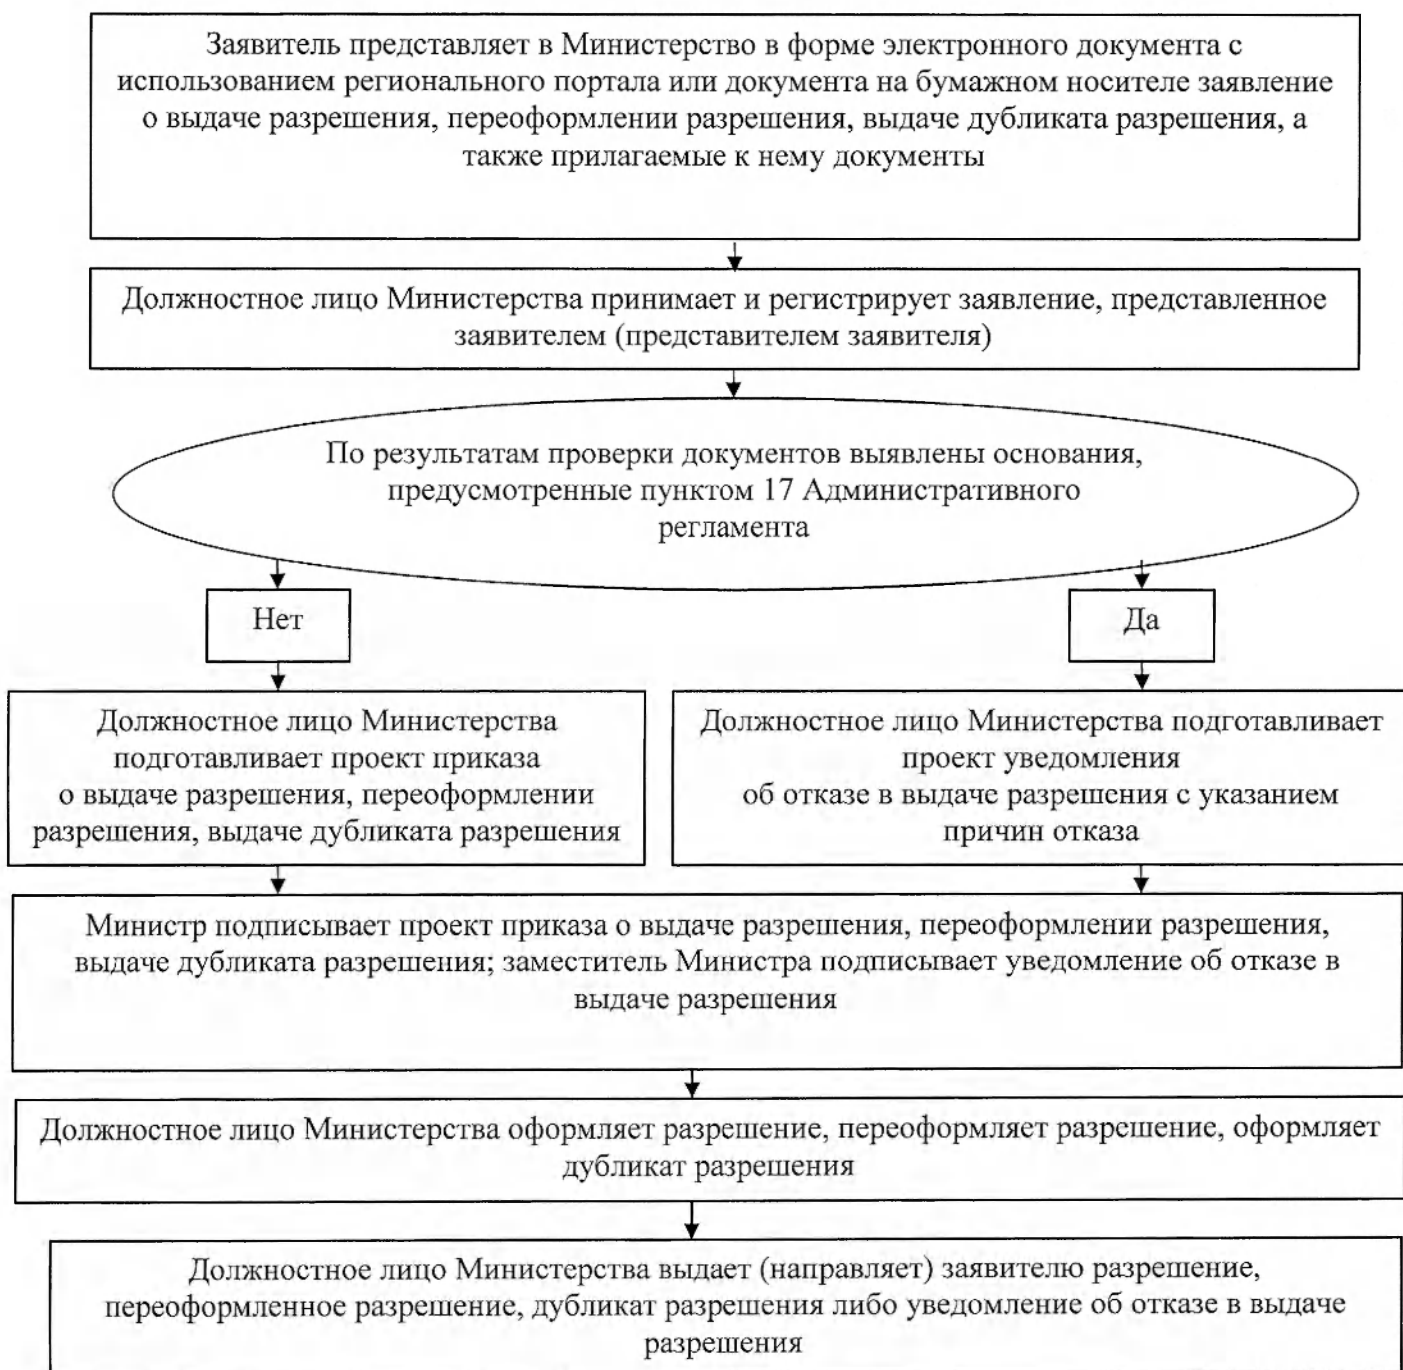 Заявитель представляет в Министерство в форме электронного документа с
использованием регионального портала или документа на бумажном носителе заявление
о выдаче разрешения, переоформлении разрешения, выдаче дубликата разрешения, а
также прилагаемые к нему документы
Должностное лицо Министерства принимает и регистрирует заявление, представленное
заявителем (представителем заявителя)
По результатам проверки документов выявлены основания,
предусмотренные пунктом 17 Административного
регламента
Нет
Да
Должностное лицо Министерства
подготавливает проект приказа
о выдаче разрешения, переоформлении
разрешения, выдаче дубликата разрешения
Должностное лицо Министерства подготавливает
проект уведомления
об отказе в выдаче разрешения с указанием
причин отказа
Министр подписывает проект приказа о выдаче разрешения, переоформлении разрешения,
выдаче дубликата разрешения; заместитель Министра подписывает уведомление об отказе в
выдаче разрешения
Должностное лицо Министерства оформляет разрешение, переоформляет разрешение, оформляет
дубликат разрешения
Должностное лицо Министерства выдает (направляет) заявителю разрешение,
переоформленное разрешение, дубликат разрешения либо уведомление об отказе в выдаче
разрешения